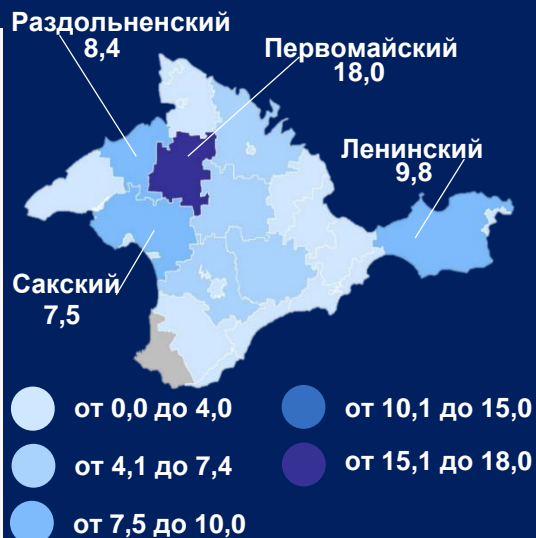 Раздольненский
8,4
Первомайский
18,0
Ленинский
9,8
Сакский
7,5
от 0,0 до 4,0
от 10,1 до 15,0
от 4,1 до 7,4
от 15,1 до 18,0
от 7,5 до 10,0